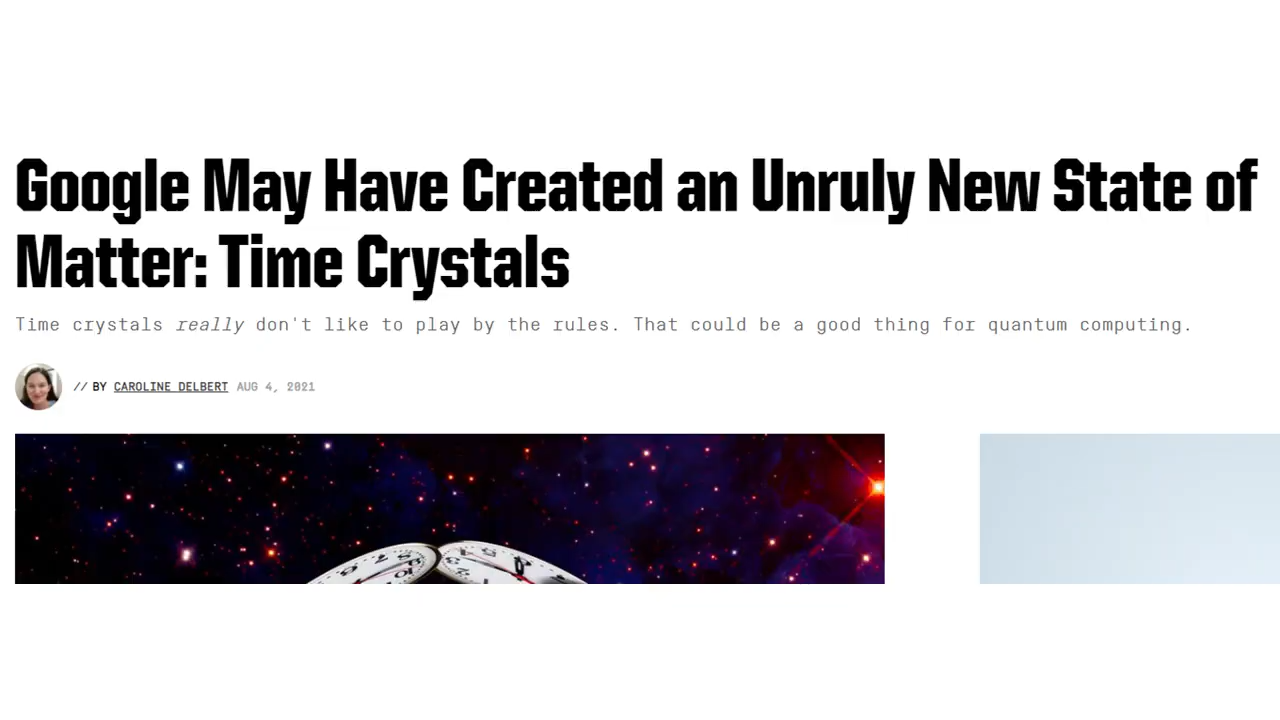 Google May Have Created an Unruly New State of
Matter: Time Crystals
Time crystals really don't like to play by the rules. That could be a good thing for quantum computing.
// BY CAROLINE DELBERT AUG 4, 2021